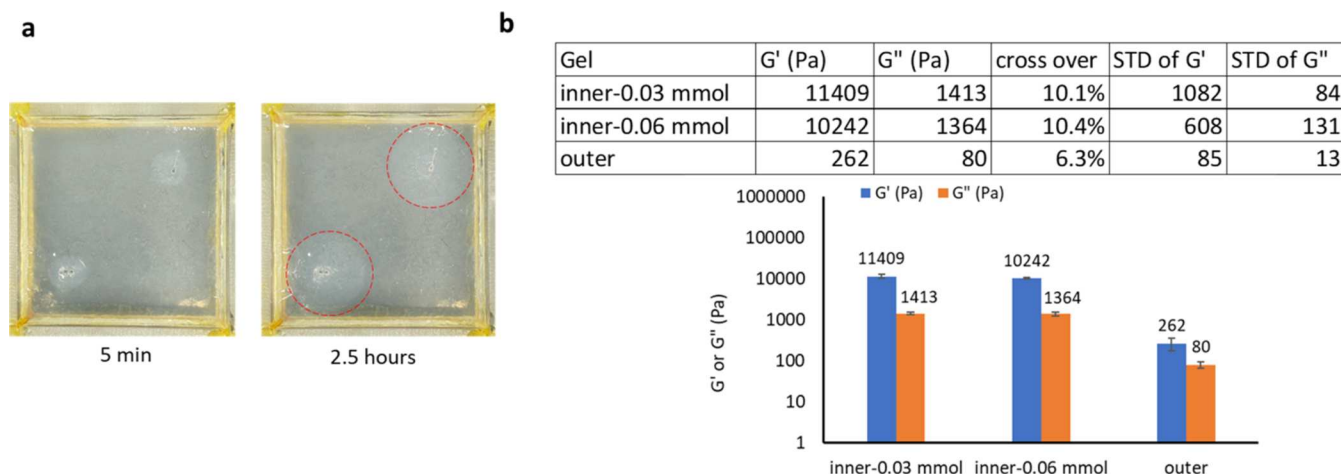 a
5 min
2.5 hours
b
Gel G' (Pa) G" (Pa) cross over STD of G' STD of G"
inner-0.03 mmol 11409 1413 10.1% 1082 84
inner-0.06 mmol 10242 1364 10.4% 608 131
outer 262 80 6.3% 85 13
G' (Pa) G" (Pa)
G' or G" (Pa)
1000000
100000
10000
1000
100
10
1
11409
1413
10242
1364
262
80
inner-0.03 mmol inner-0.06 mmol outer